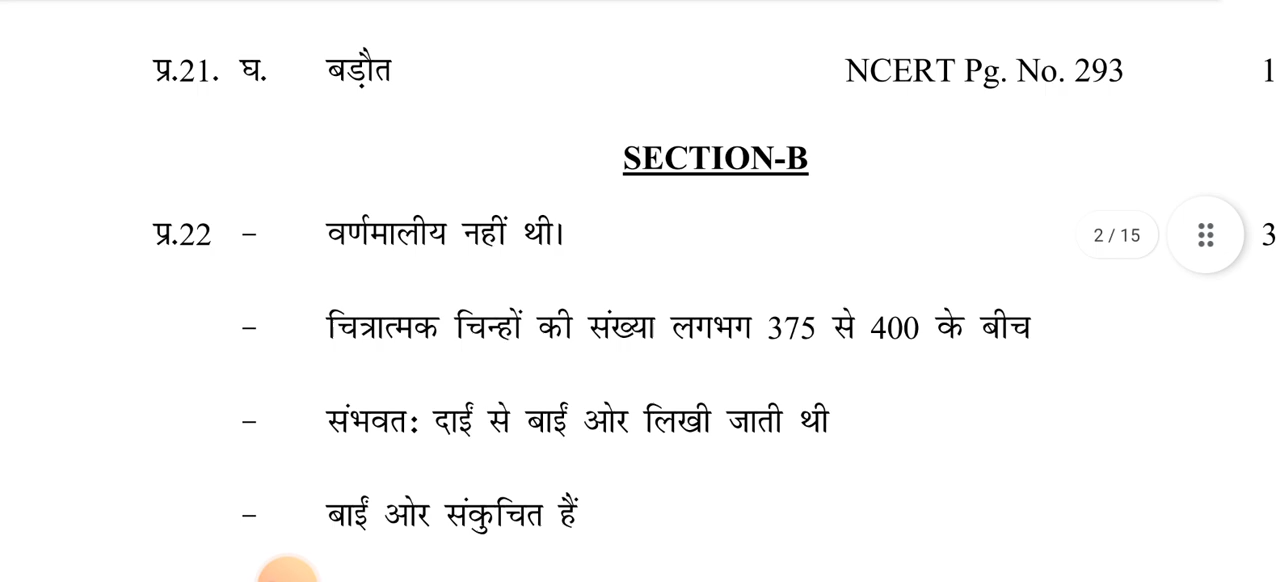 प्र.21. घ. बड़ौत NCERT Pg. No. 293 1
SECTION-B
प्र.22 – वर्णमालीय नहीं थी। 2 / 15 3
– चित्रात्मक चिन्हों की संख्या लगभग 375 से 400 के बीच
– संभवतः दाईं से बाईं ओर लिखी जाती थी
– बाईं ओर संकुचित हैं